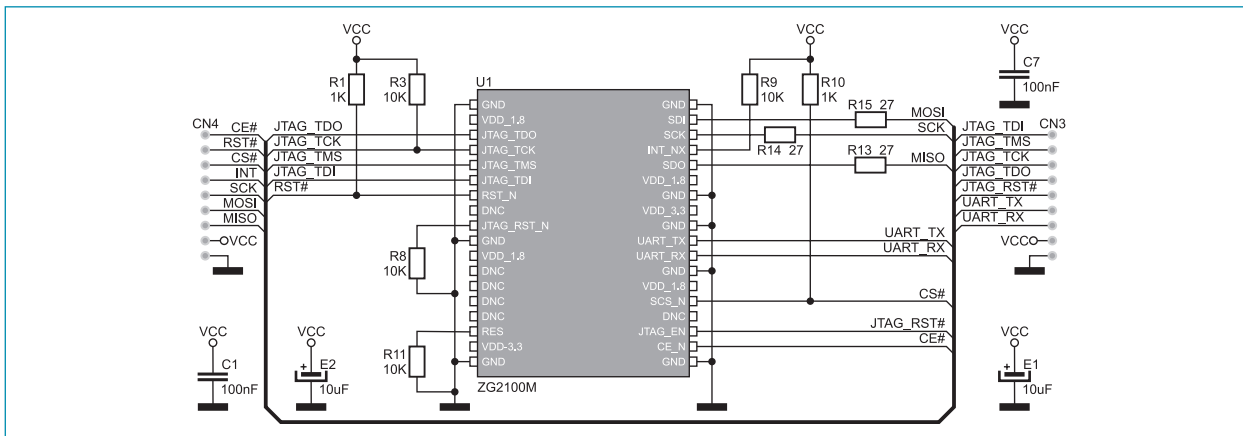 VCC
VCC
VCC
R1
1K
R3
10K
U1
R9
10K
R10
1K
C7
100nF
R15 27
R14 27
R13 27
CN4
CE#
RST#
CS#
INT
SCK
MOSI
MISO
VCC
JTAG_TDO
JTAG_TCK
JTAG_TMS
JTAG_TDI
RST#
GND
VDD_1.8
JTAG_TDO
JTAG_TCK
JTAG_TMS
JTAG_TDI
RST_N
DNC
JTAG_RST_N
GND
VDD_1.8
DNC
DNC
DNC
DNC
RES
VDD-3.3
GND
GND
SDI
SCK
INT_NX
SDO
VDD_1.8
GND
VDD_3.3
GND
UART_TX
UART_RX
GND
VDD_1.8
SCS_N
DNC
JTAG_EN
CE_N
GND
MOSI
SCK
MISO
UART_TX
UART_RX
CS#
JTAG_RST#
CE#
CN3
JTAG_TDI
JTAG_TMS
JTAG_TCK
JTAG_TDO
JTAG_RST#
UART_TX
UART_RX
VCC
R8
10K
R11
10K
VCC
C1
100nF
VCC
+
E2
10uF
ZG2100M
VCC
+
E1
10uF